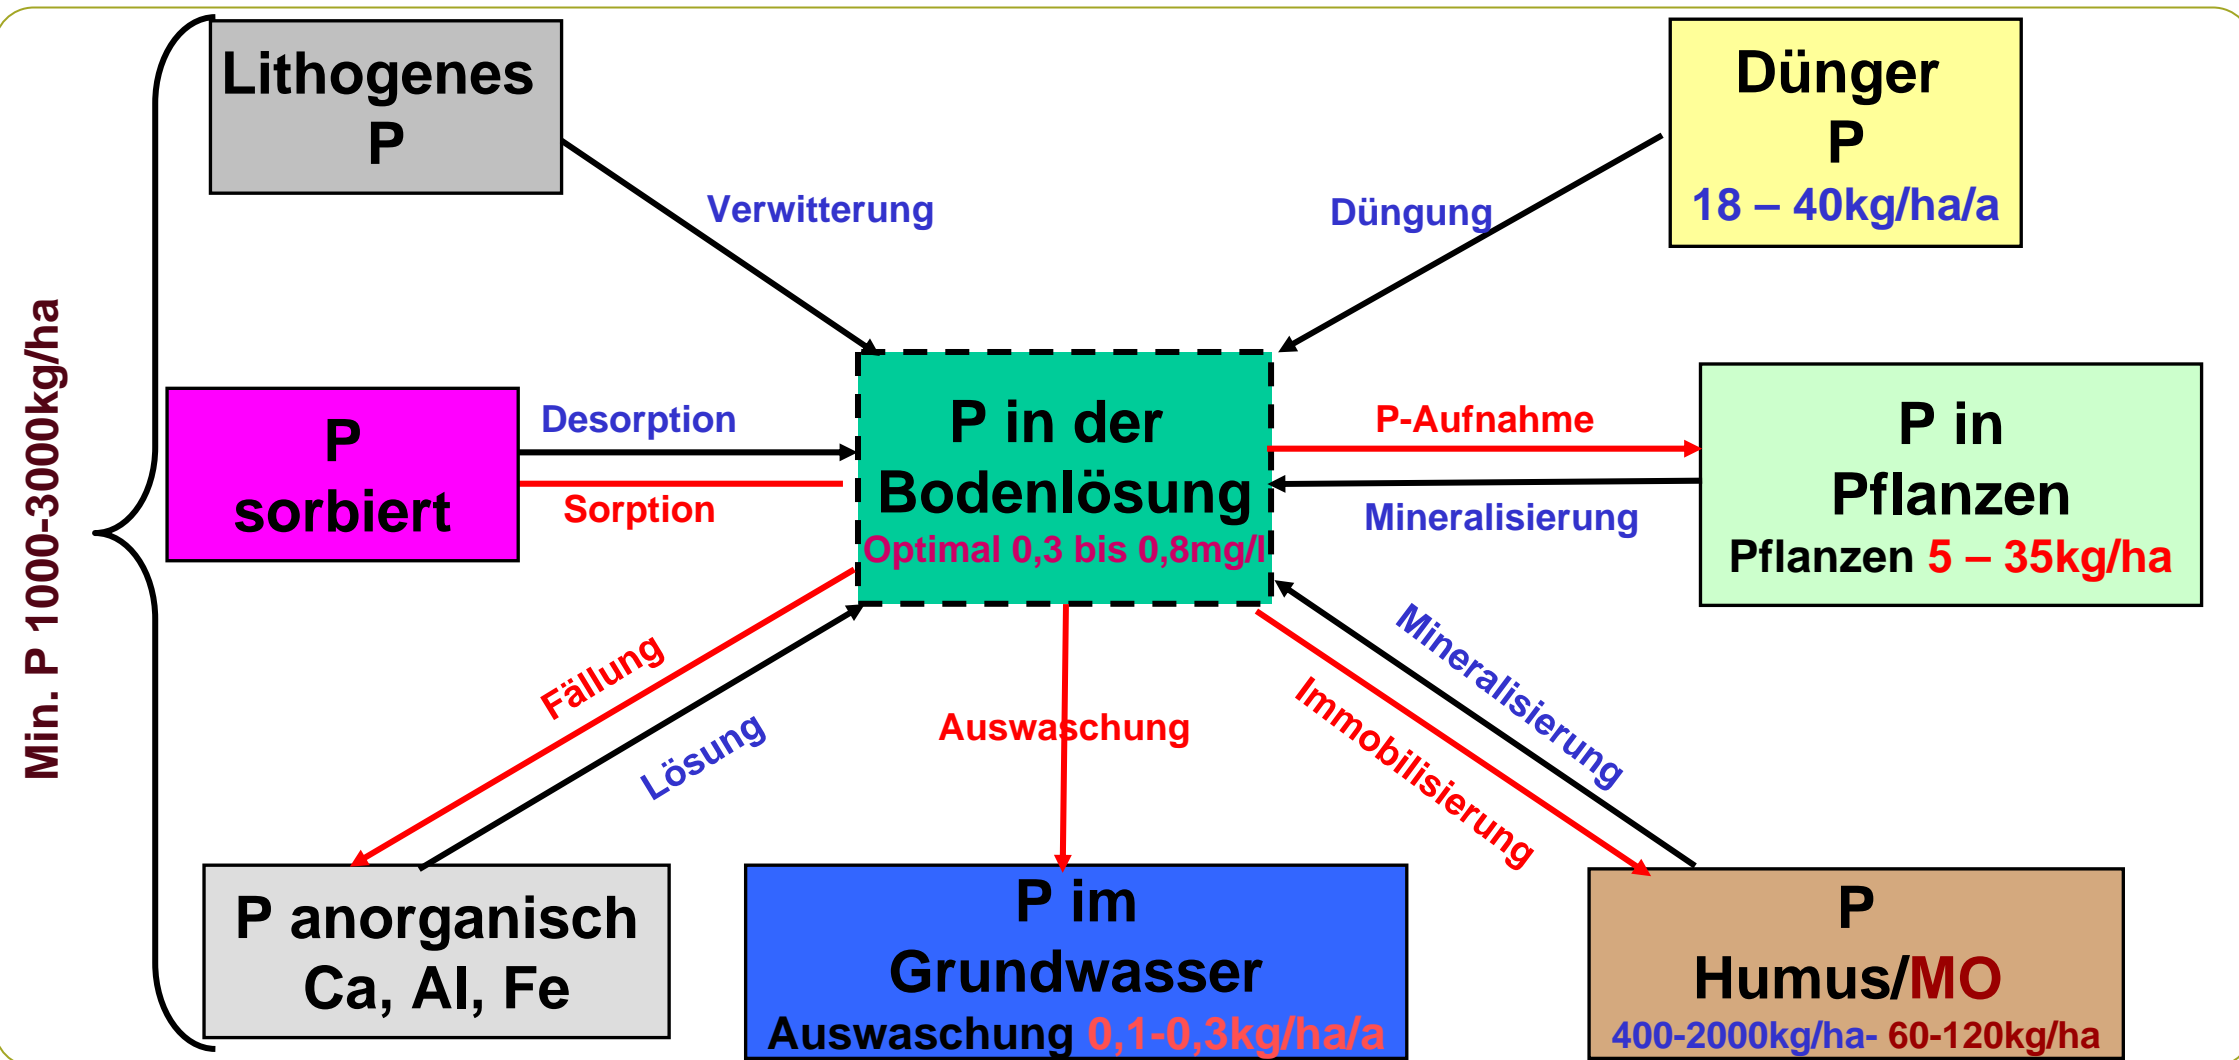 Min. P 1000-3000kg/ha
Lithogenes
P
Verwitterung
Düngung
Dünger
P
18 – 40kg/ha/a
P
sorbiert
Desorption
Sorption
P in der
Bodenlösung
Optimal 0,3 bis 0,8mg/l
P-Aufnahme
Mineralisierung
P in
Pflanzen
Pflanzen 5 – 35kg/ha
Fällung
Lösung
Auswaschung
Mineralisierung
Immobilisierung
P anorganisch
Ca, Al, Fe
P im
Grundwasser
Auswaschung 0,1-0,3kg/ha/a
P
Humus/MO
400-2000kg/ha- 60-120kg/ha